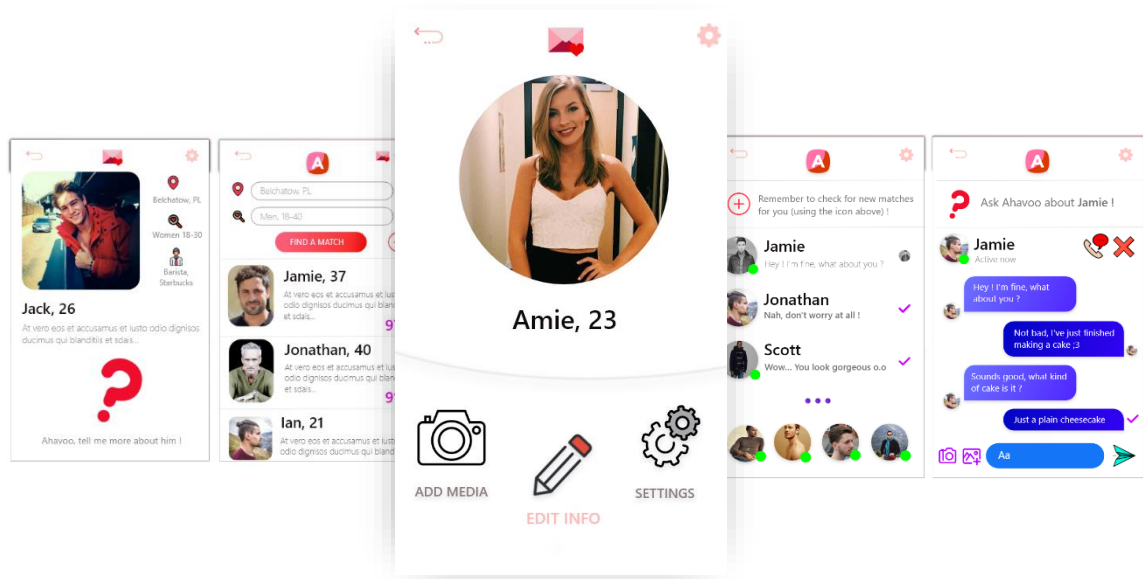 Belchatow, PL
Women 18-30
Barista,
Starbucks
Jack, 26
At vero eos et accusamus et iusto odio dignisos
ducimus qui blanditiis et sdais...
?
Ahavoo, tell me more about him !
A
Belchatow, PL
Men, 18-40
FIND A MATCH
Jamie, 37
At vero eos et accusamus et iusto
odio dignisos ducimus qui
et sdais...
Jonathan, 40
At vero eos et accusamus et iusto
odio dignisos ducimus qui
et sdais...
Ian, 21
At vero eos et accusamus et iusto
odio dignisos ducimus qui
et sdais...
Amie, 23
ADD MEDIA
EDIT INFO
SETTINGS
A
Remember to check for new matches
for you (using the icon above) !
Jamie
Hey ! I'm fine, what about you ?
Jonathan
Nah, don't worry at all !
Scott
Wow... You look gorgeous o.o
A
? Ask Ahavoo about Jamie !
Jamie
Active now
Hey ! I'm fine, what
about you ?
Not bad, I've just finished
making a cake ;3
Sounds good, what kind
of cake is it ?
Just a plain cheesecake
Aa